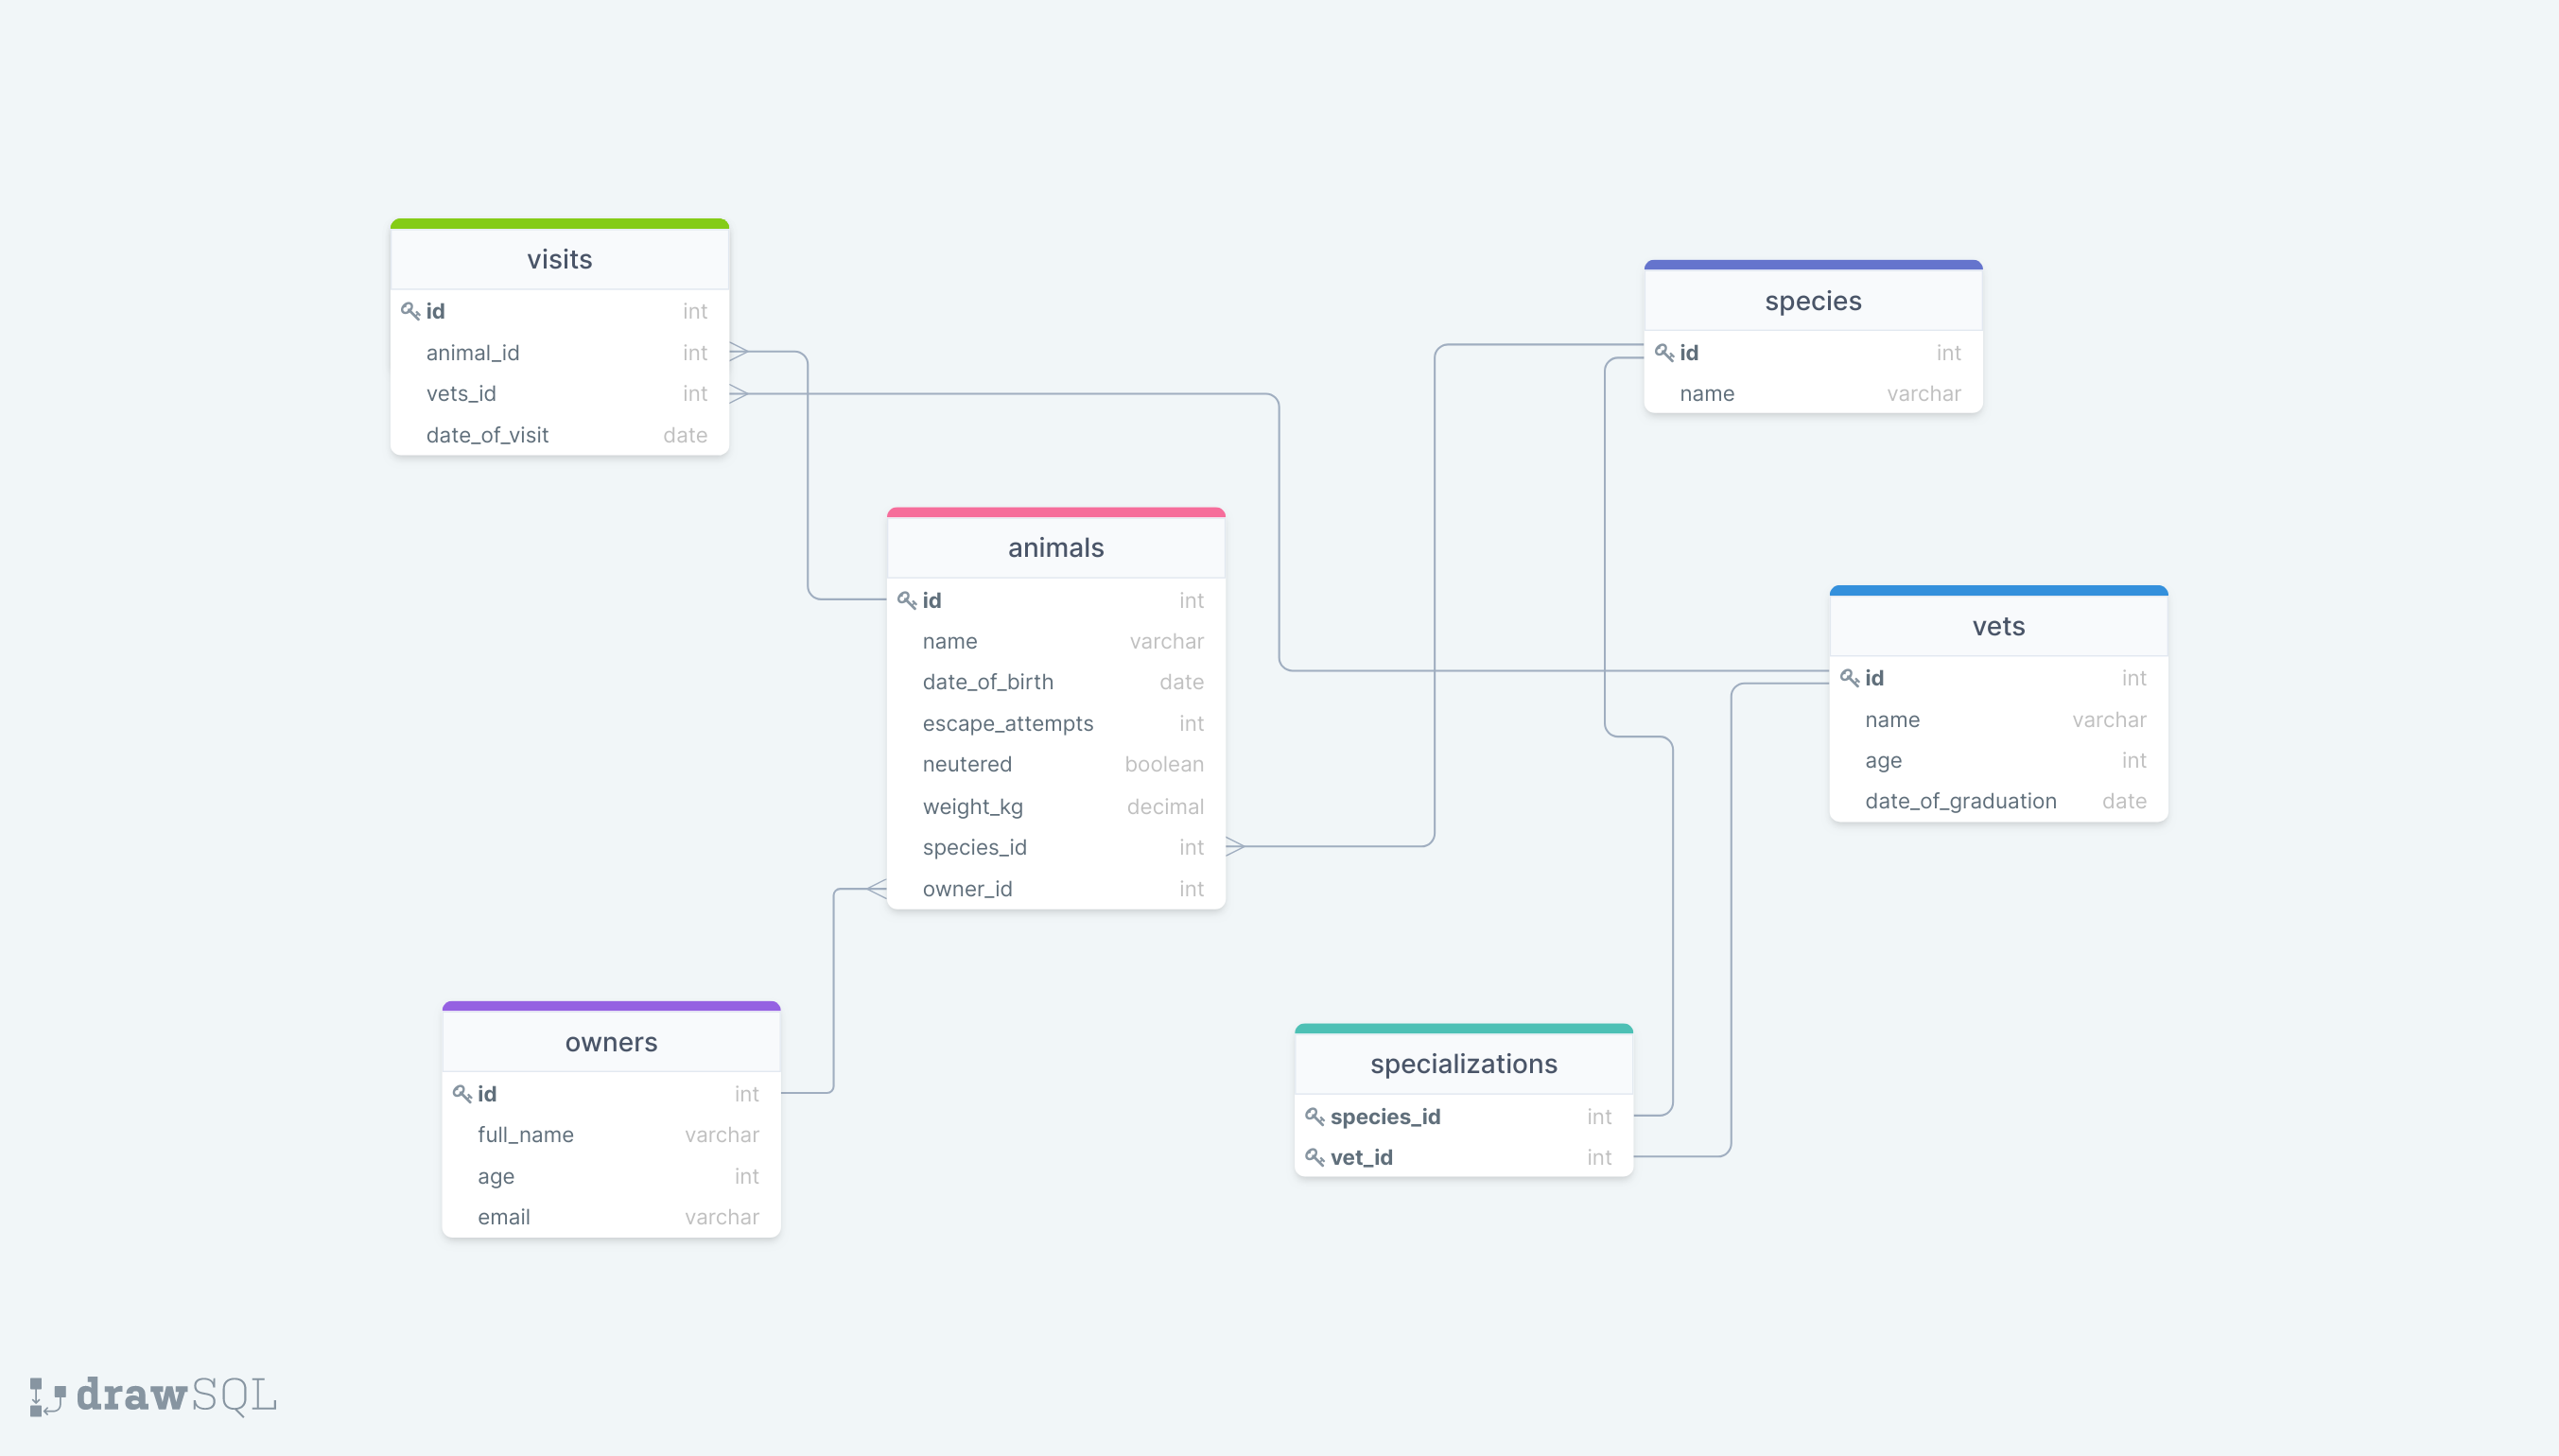 visits
id int
animal_id int
vets_id int
date_of_visit date
species
id int
name varchar
animals
id int
name varchar
date_of_birth date
escape_attempts int
neutered boolean
weight_kg decimal
species_id int
owner_id int
vets
id int
name varchar
age int
date_of_graduation date
owners
id int
full_name varchar
age int
email varchar
specializations
species_id int
vet_id int
drawSQL